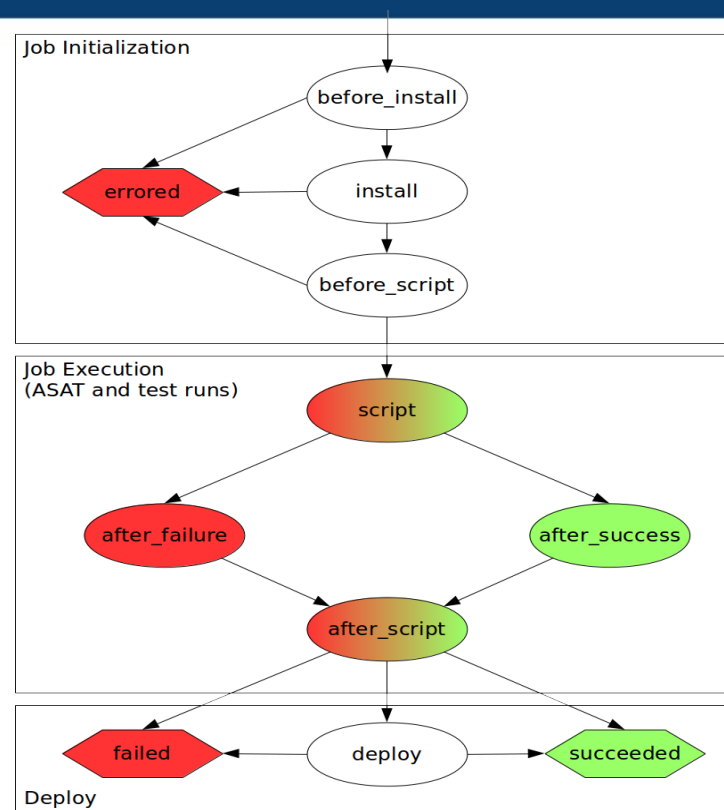 Job Initialization
before_install
errored
install
before_script
Job Execution
(ASAT and test runs)
script
after_failure
after_success
after_script
failed
deploy
succeeded
Deploy